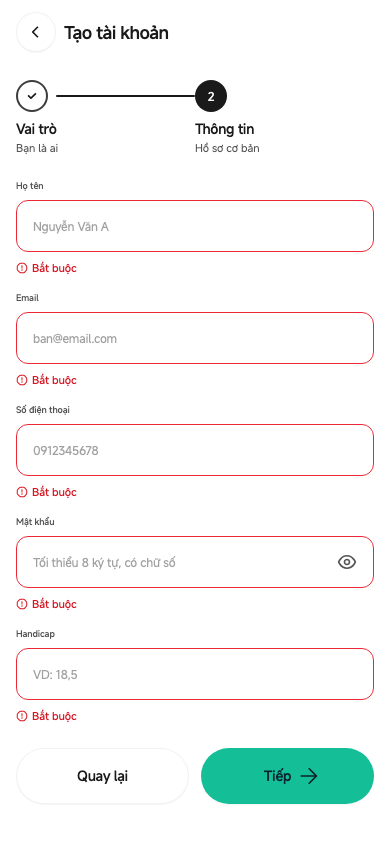 Tạo tài khoản
2
Vai trò
Thông tin
Bạn là ai
Hồ sơ cơ bản
Họ tên
Nguyễn Văn A
Bắt buộc
Email
ban@email.com
Bắt buộc
Số điện thoại
0912345678
Bắt buộc
Mật khẩu
Tối thiểu 8 ký tự, có chữ số
Bắt buộc
Handicap
VD: 18,5
Bắt buộc
Quay lại
Tiếp